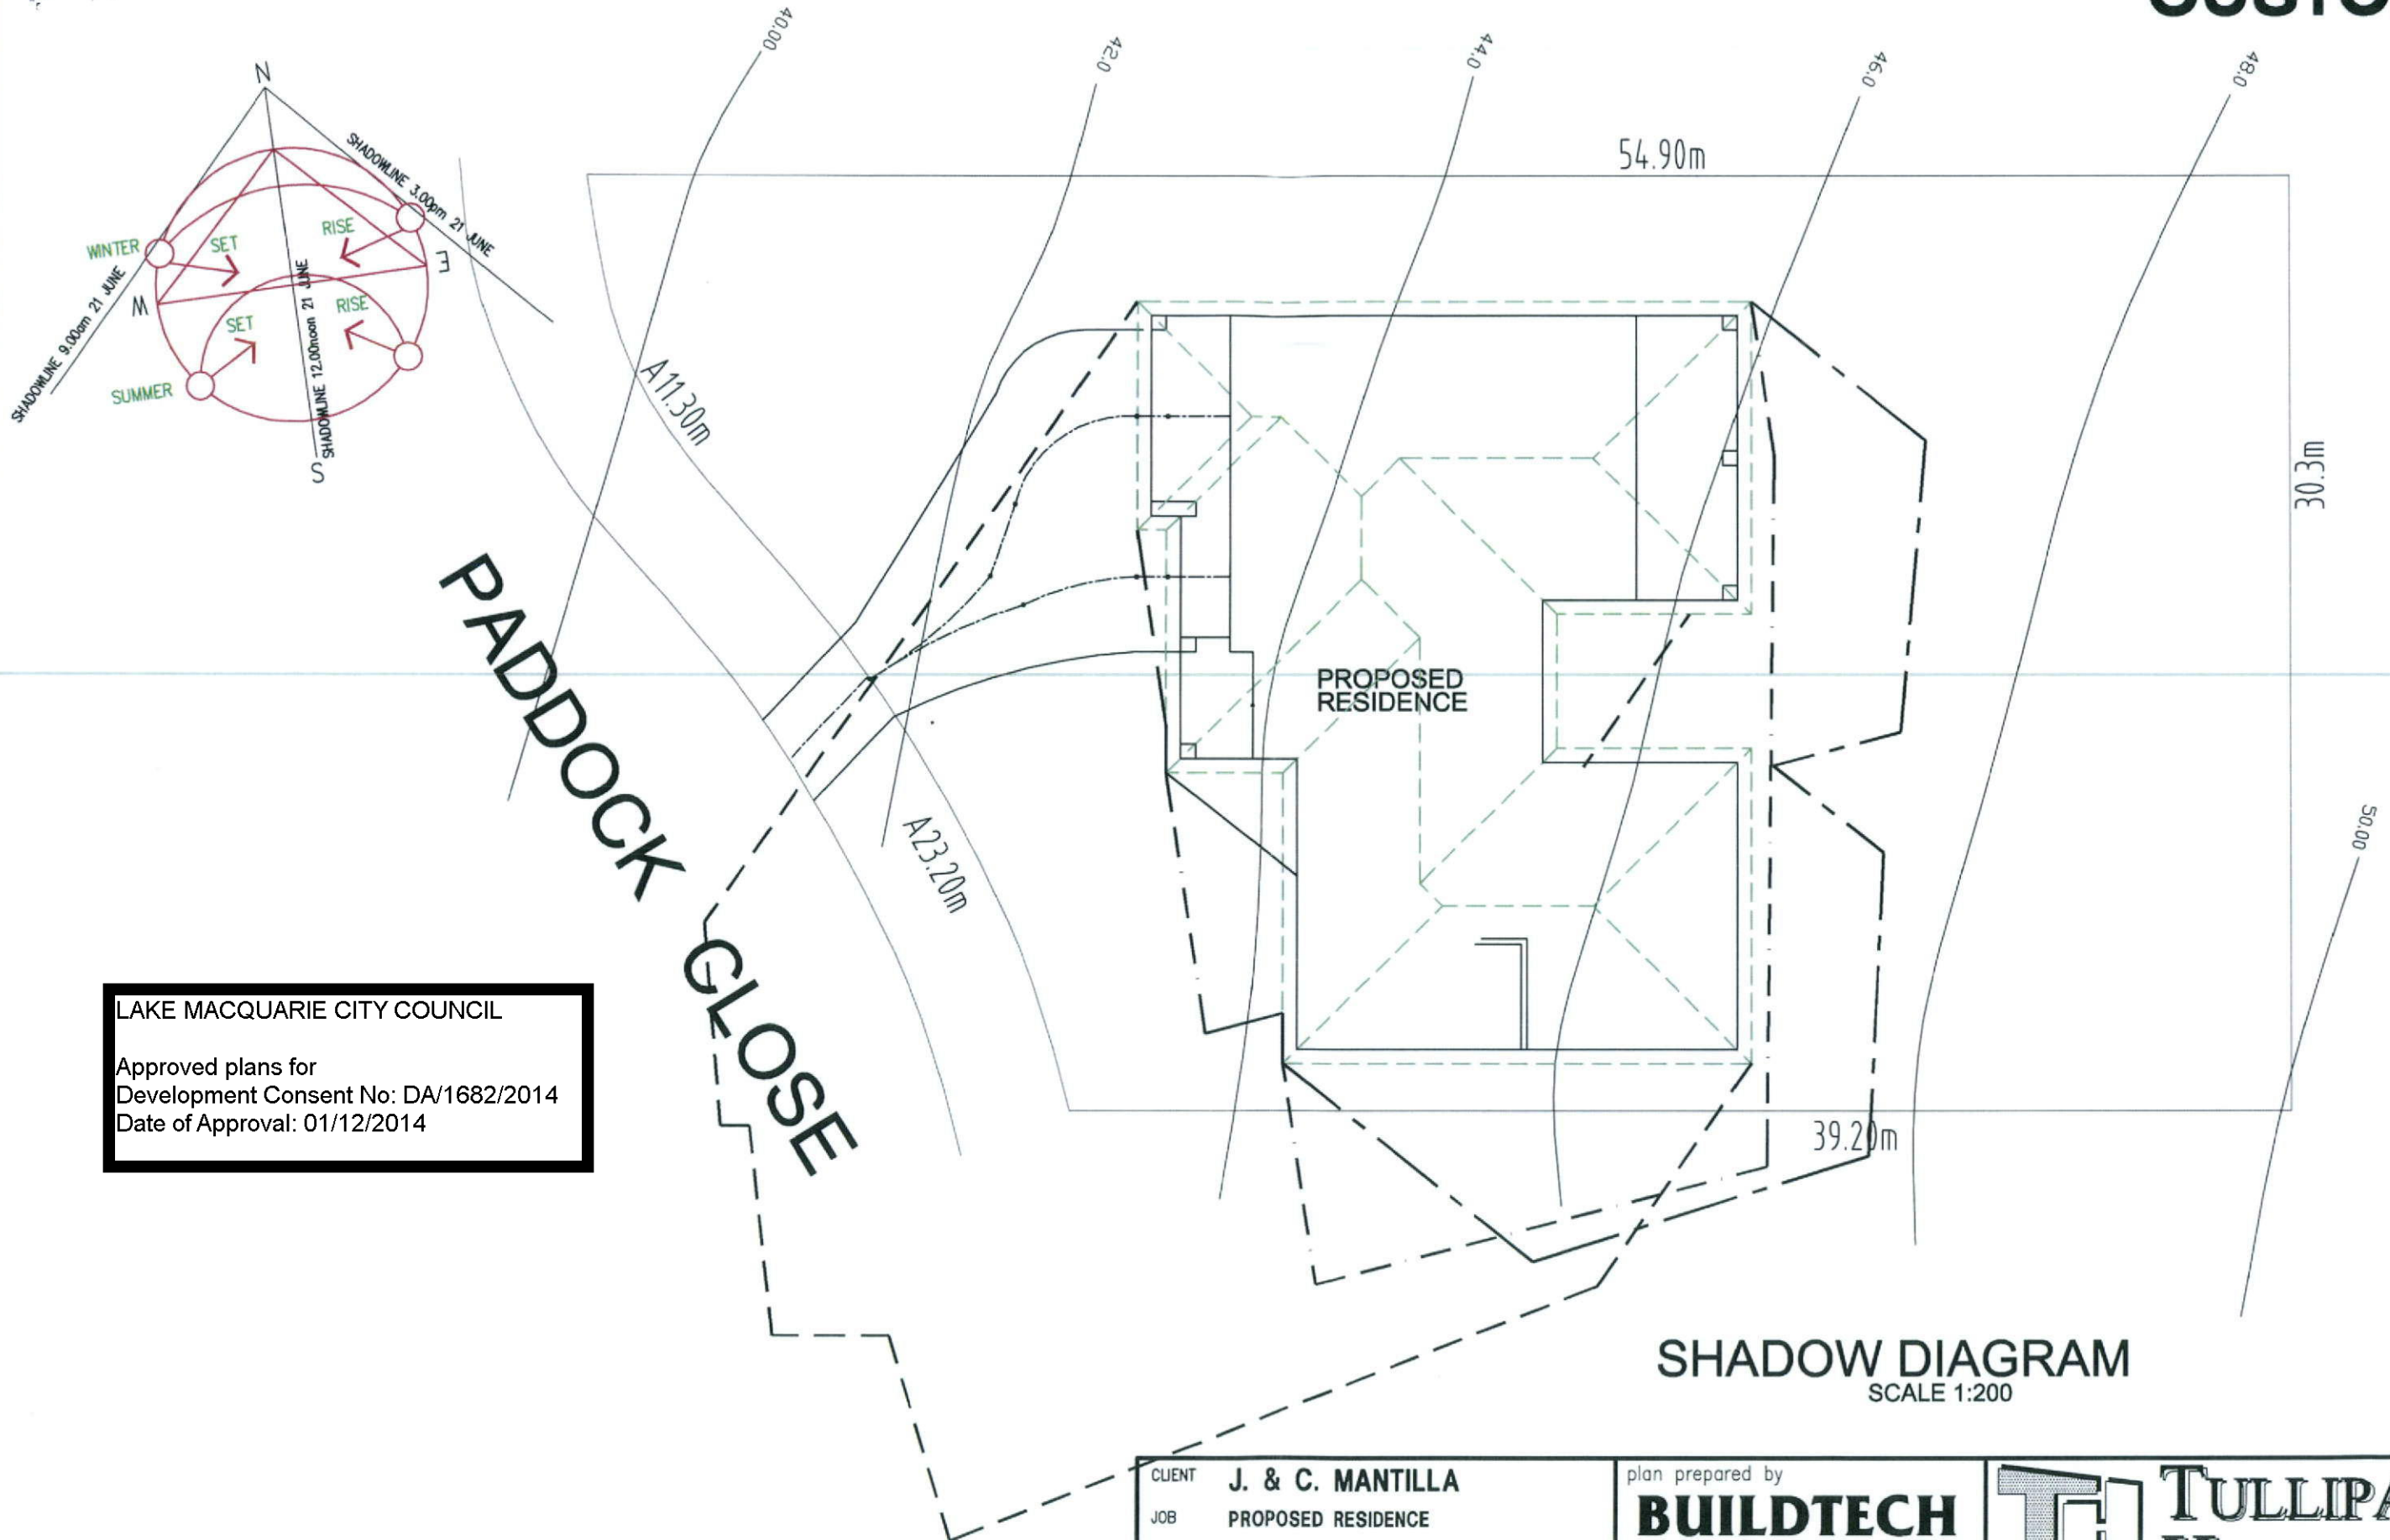 40.00
42.0
44.0
46.0
48.0
54.90m
N
SHADOWLINE 3.00pm 21 JUNE
WINTER
SET
RISE
E
W
SHADOWLINE 9.00am 21 JUNE
SHADOWLINE 12.00noon 21 JUNE
SET
RISE
SUMMER
S
A11.30m
30.3m
PADDOCK CLOSE
PROPOSED
RESIDENCE
A23.20m
50.00
LAKE MACQUARIE CITY COUNCIL
Approved plans for
Development Consent No: DA/1682/2014
Date of Approval: 01/12/2014
39.20m
SHADOW DIAGRAM
SCALE 1:200
CLIENT J. & C. MANTILLA
JOB PROPOSED RESIDENCE
plan prepared by
BUILDTECH